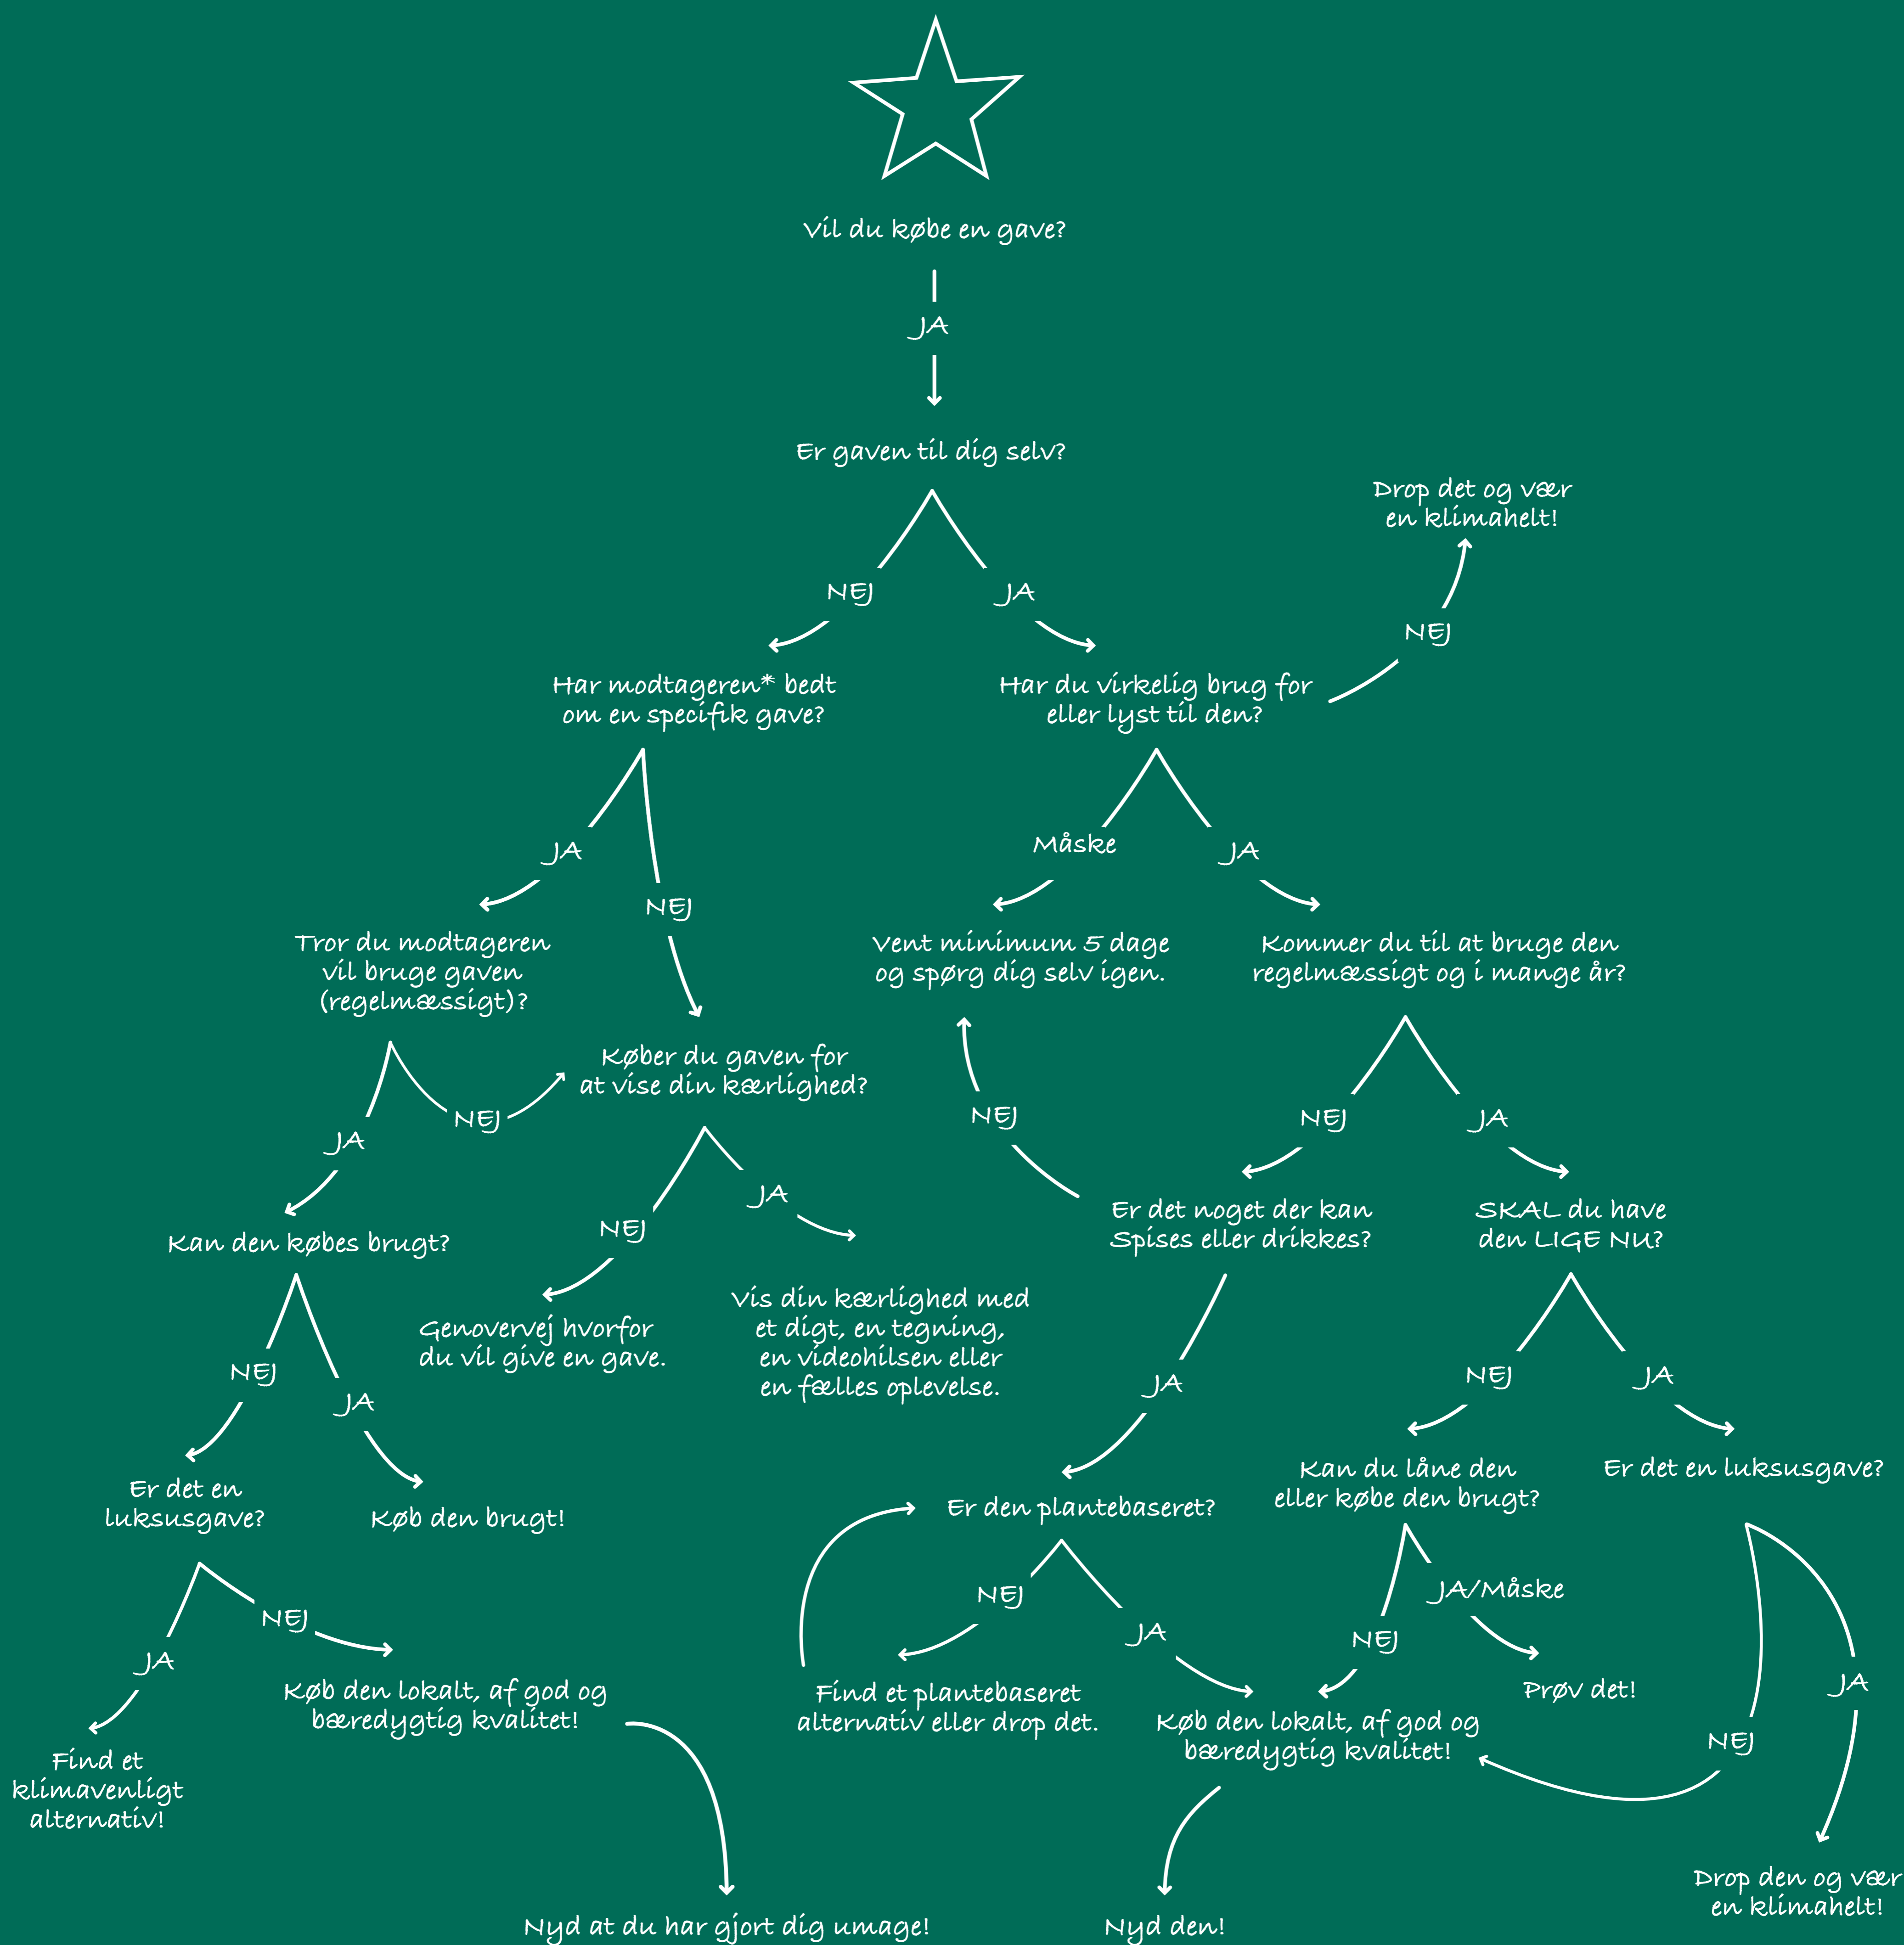 Vil du købe en gave?
JA
Er gaven til dig selv?
Drop det og vær
en klimahelt!
NEJ
JA
NEJ
Har modtageren* bedt
om en specifik gave?
Har du virkelig brug for
eller lyst til den?
JA
NEJ
Måske
JA
Tror du modtageren
vil bruge gaven
(regelmæssigt)?
Vent minimum 5 dage
og spørg dig selv igen.
Kommer du til at bruge den
regelmæssigt og i mange år?
Køber du gaven for
at vise din kærlighed?
JA
NEJ
NEJ
NEJ
JA
Kan den købes brugt?
NEJ
JA
Er det noget der kan
Spises eller drikkes?
SKAL du have
den LIGE NU?
Genovervej hvorfor
du vil give en gave.
Vis din kærlighed med
et digt, en tegning,
en videohilsen eller
en fælles oplevelse.
NEJ
JA
JA
NEJ
JA
Er det en
luksusgave?
Køb den brugt!
Er den plantebaseret?
Kan du låne den
eller købe den brugt?
Er det en luksusgave?
JA
NEJ
NEJ
JA
NEJ
JA/Måske
NEJ
JA
Find et
klimavenligt
alternativ!
Køb den lokalt, af god og
bæredygtig kvalitet!
Find et plantebaseret
alternativ eller drop det.
Køb den lokalt, af god og
bæredygtig kvalitet!
Prøv det!
Drop den og vær
en klimahelt!
Nyd at du har gjort dig umage!
Nyd den!